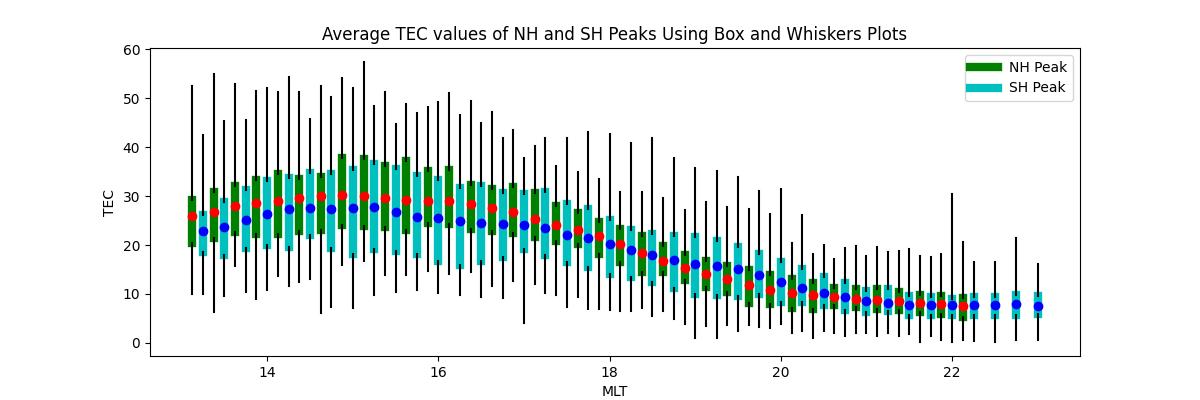 Average TEC values of NH and SH Peaks Using Box and Whiskers Plots
60
50
40
30
20
10
0
TEC
NH Peak
SH Peak
14 16 18 20 22
MLT